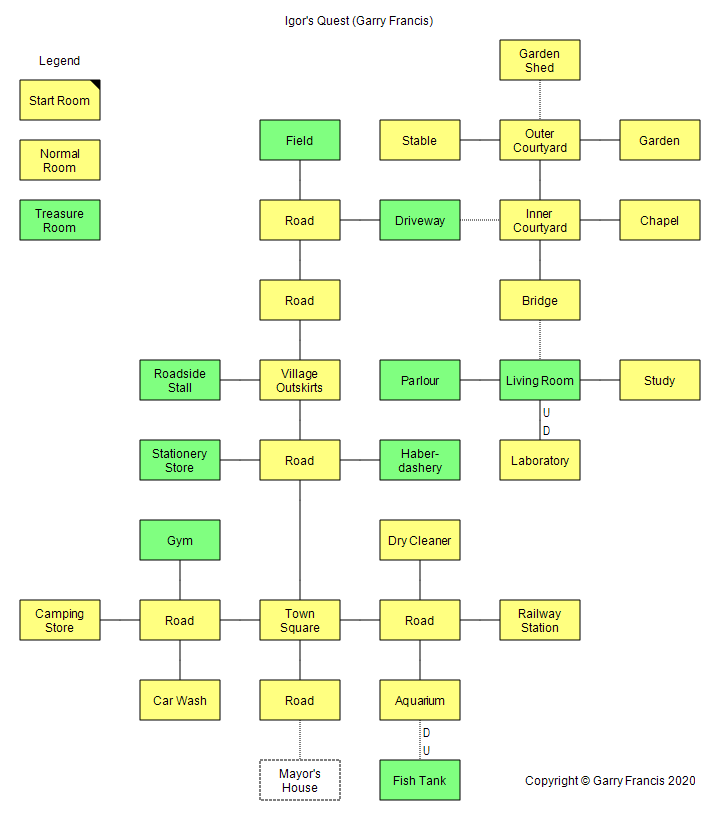 Igor's Quest (Garry Francis)
Legend
Start Room
Normal
Room
Treasure
Room
Garden
Shed
Field
Stable
Outer
Courtyard
Garden
Road
Driveway
Inner
Courtyard
Chapel
Road
Bridge
Roadside
Stall
Village
Outskirts
Parlour
Living Room
Study
U
D
Stationery
Store
Road
Haber-
dashery
Laboratory
Gym
Dry Cleaner
Camping
Store
Road
Town
Square
Road
Railway
Station
Car Wash
Road
Aquarium
D
U
Mayor's
House
Fish Tank
Copyright © Garry Francis 2020